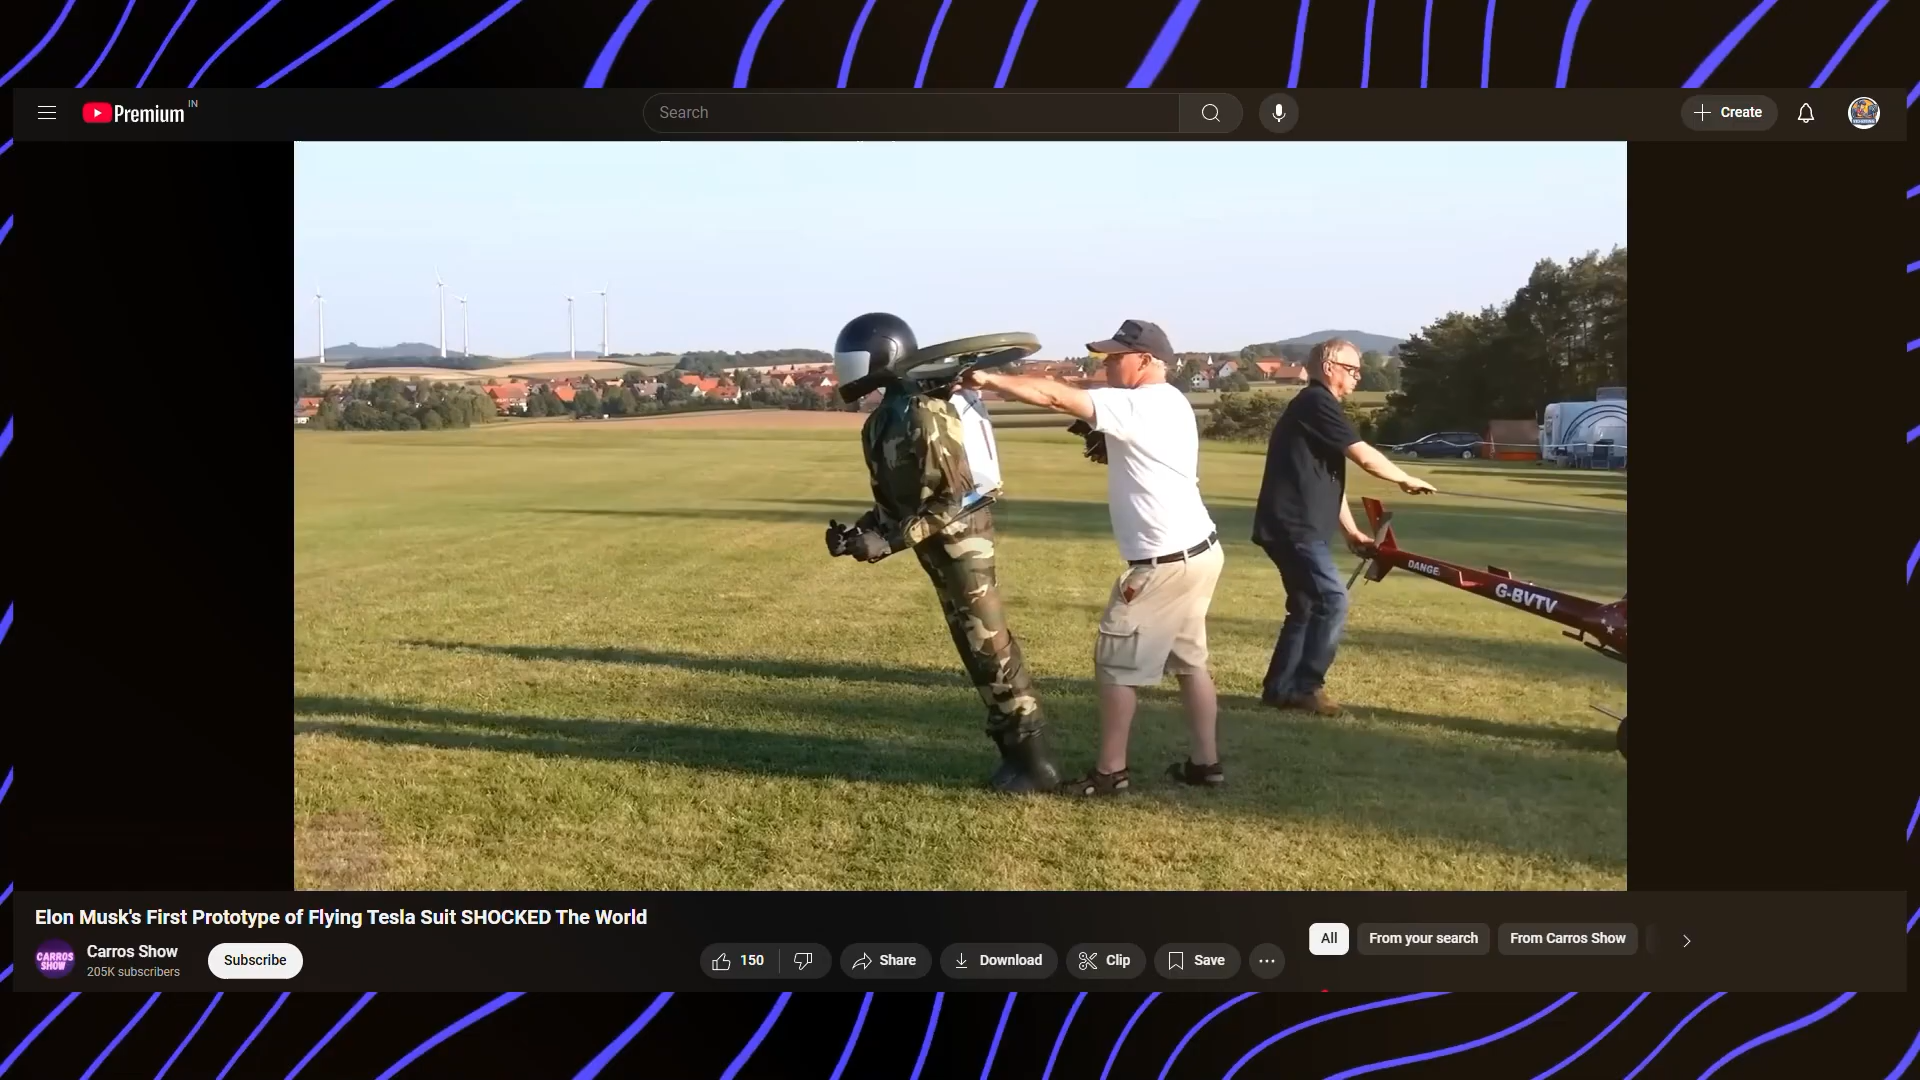 Premium IN
Search
Create
DANGE
G-BVTV
Elon Musk's First Prototype of Flying Tesla Suit SHOCKED The World
CARROS
SHOW
Carros Show
205K subscribers
Subscribe
150
Share
Download
Clip
Save
All
From your search
From Carros Show